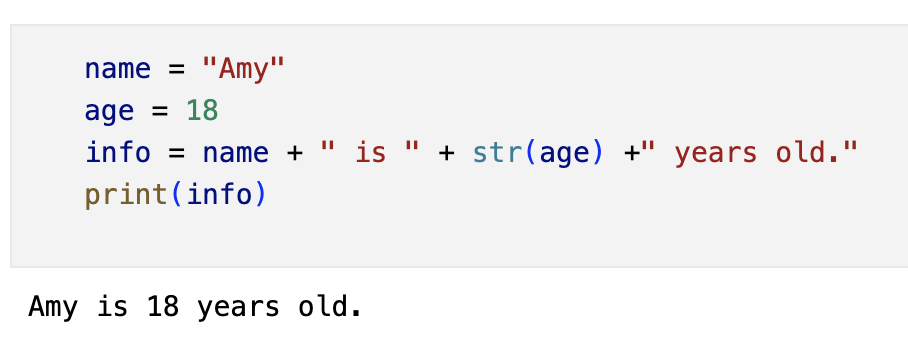 name = "Amy"
age = 18
info = name + " is " + str(age) +" years old."
print(info)
Amy is 18 years old.